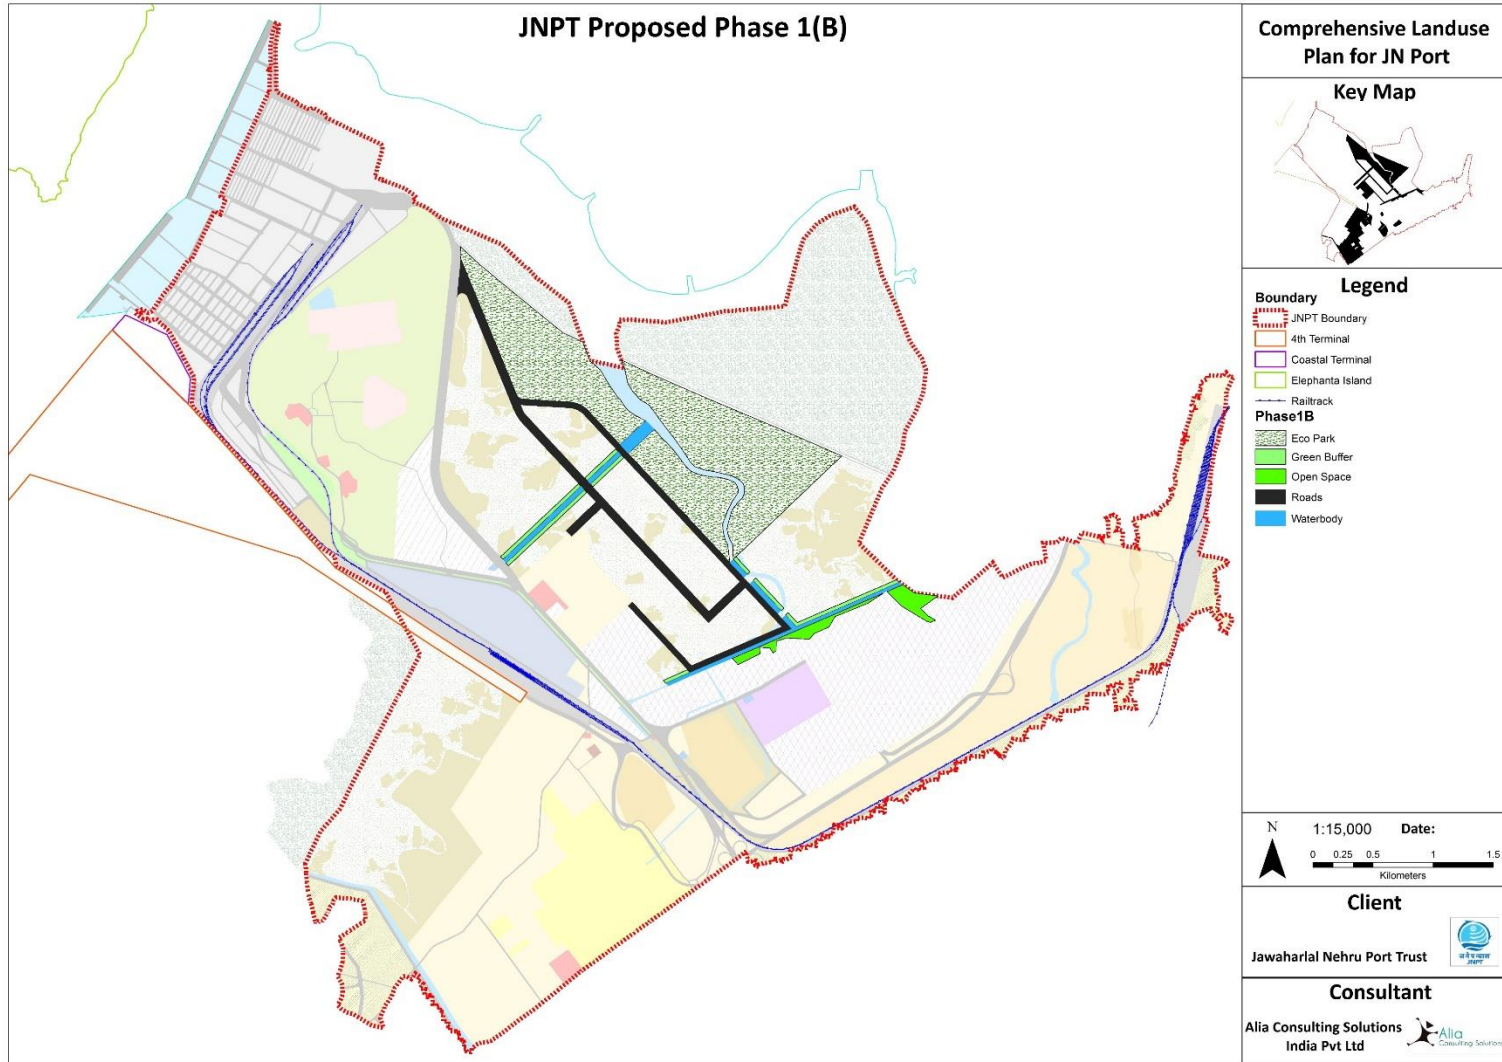 JNPT Proposed Phase 1(B)
Comprehensive Landuse
Plan for JN Port
Key Map
Legend
Boundary
JNPT Boundary
4th Terminal
Coastal Terminal
Elephanta Island
Railtrack
Phase1B
Eco Park
Green Buffer
Open Space
Roads
Waterbody
N
1:15,000 Date:
0 0.25 0.5 1 1.5
Kilometers
Client
Jawaharlal Nehru Port Trust
JNPT
Consultant
Alia Consulting Solutions
India Pvt Ltd
Alia
Consulting Solutions